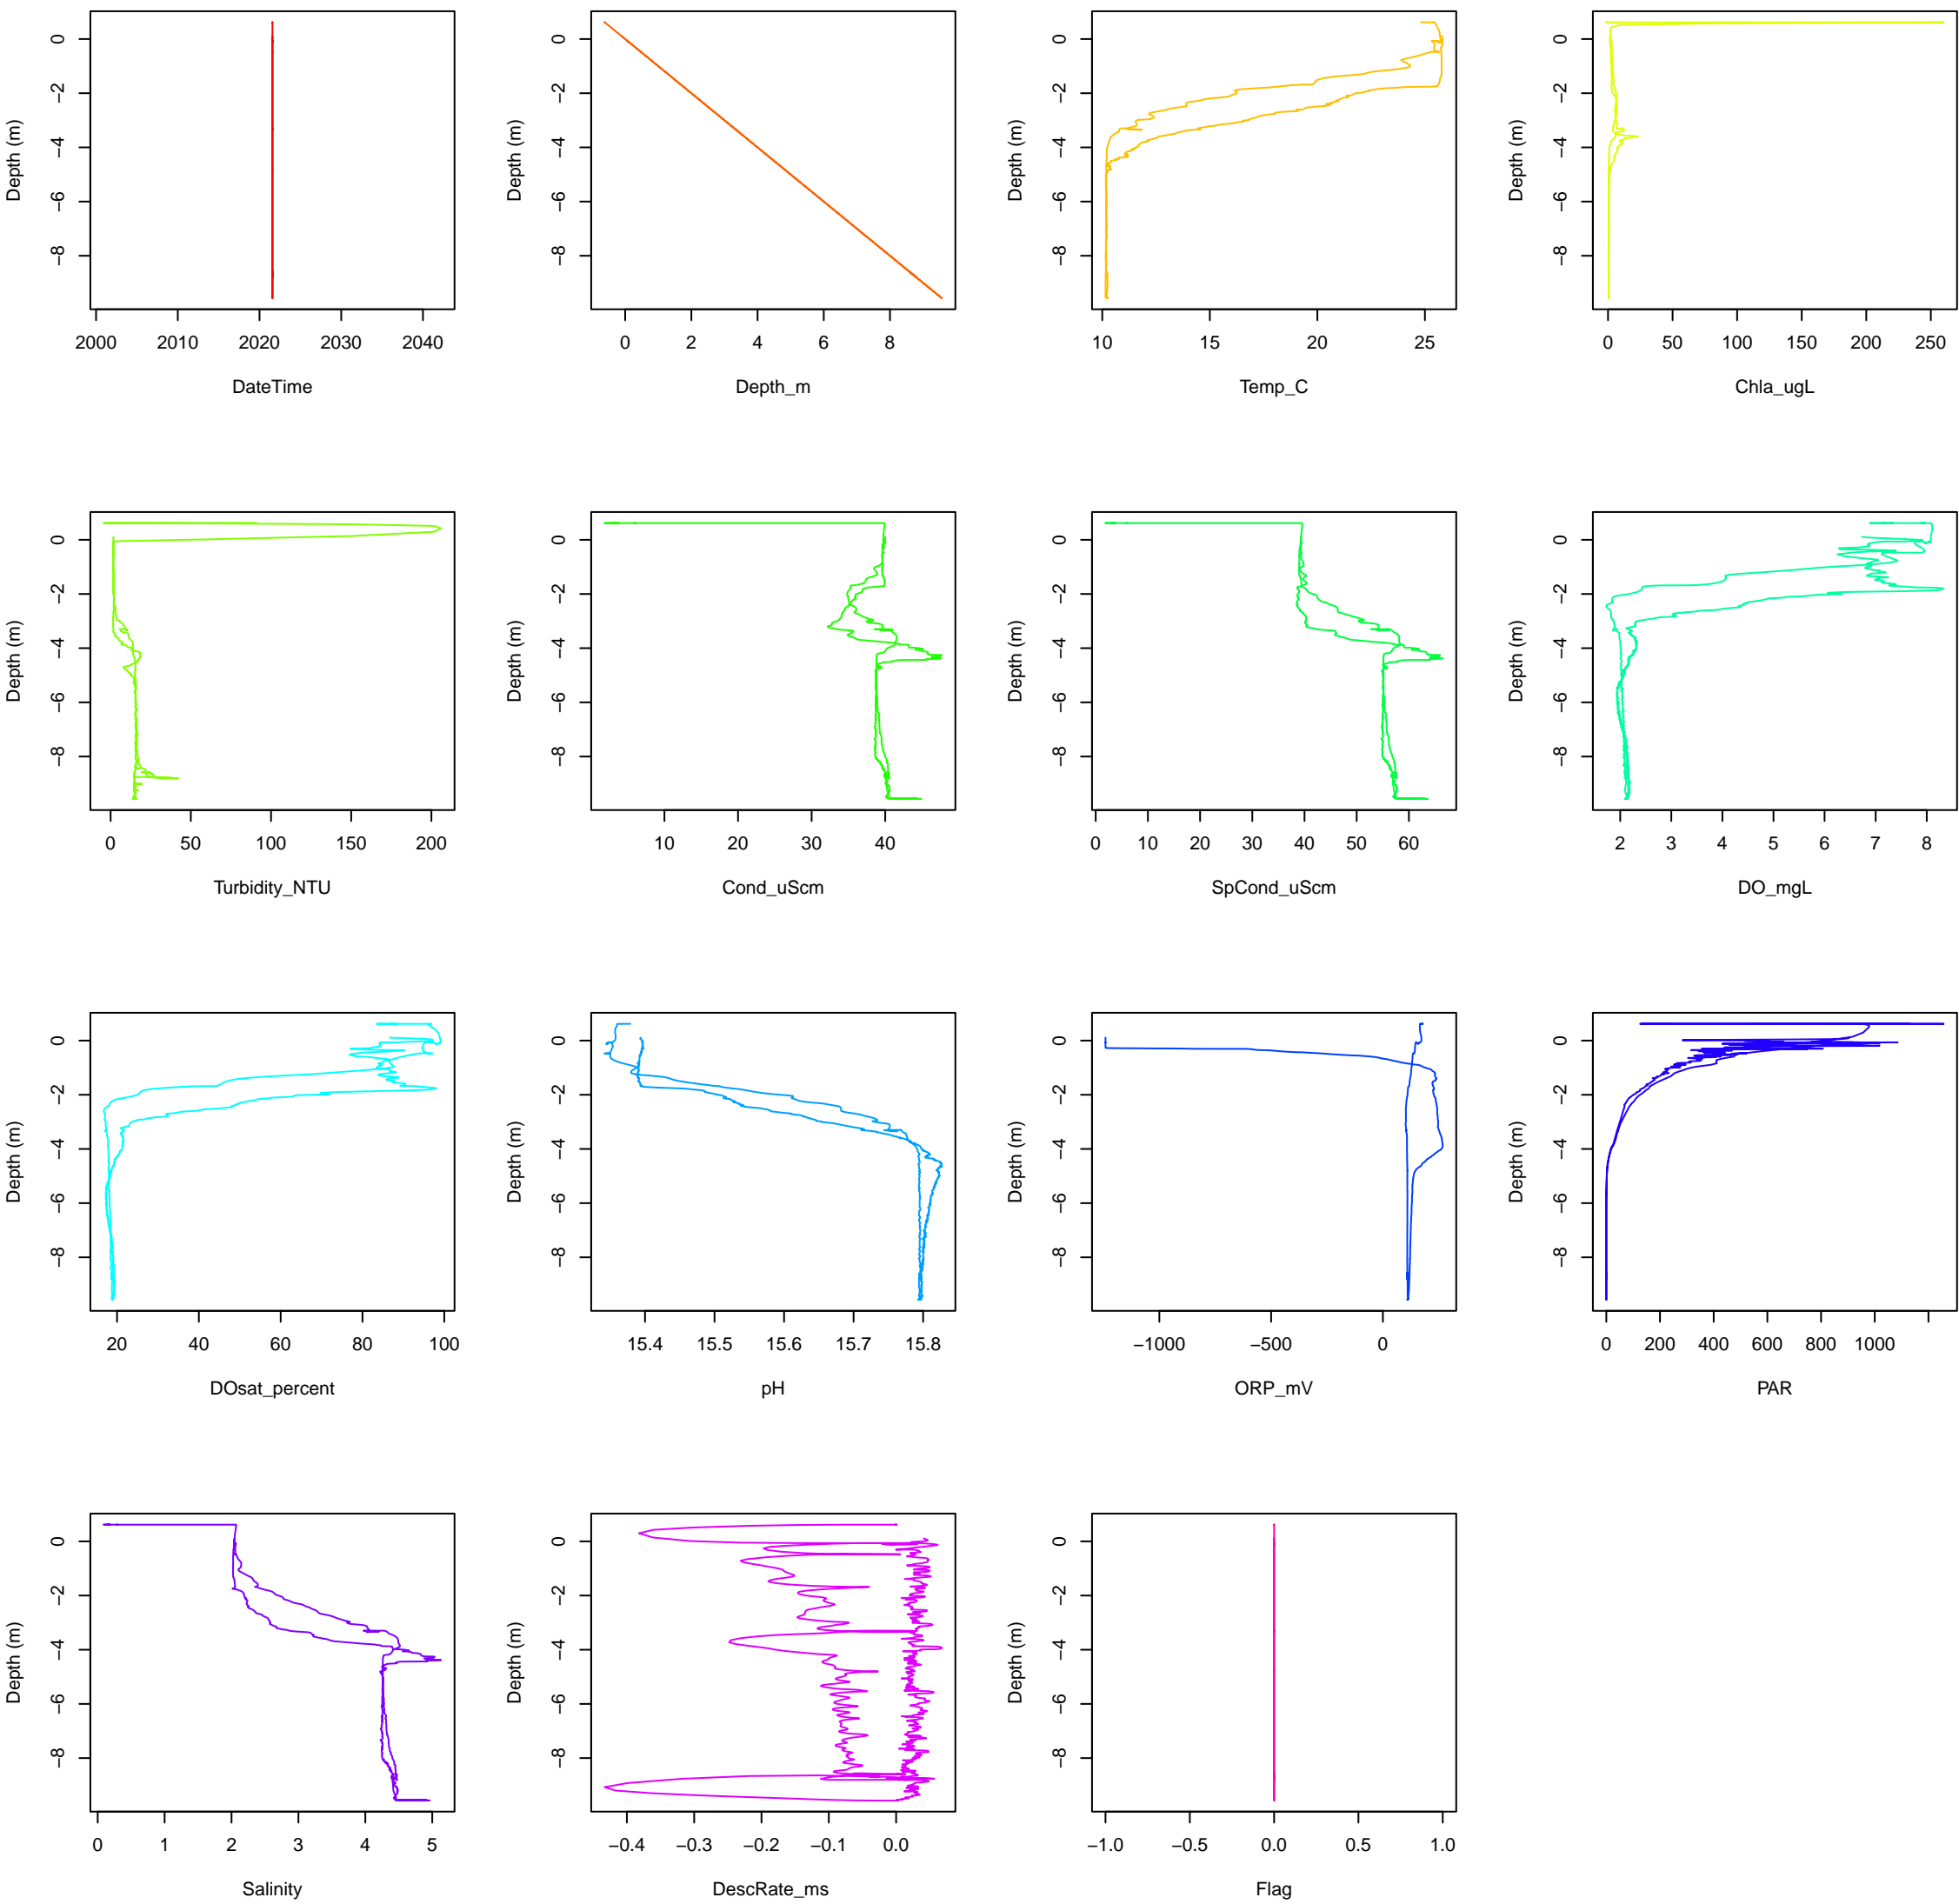 Depth (m)
0
−2
−4
−6
−8
2000 2010 2020 2030 2040
DateTime
Depth (m)
0
−2
−4
−6
−8
0 2 4 6 8
Depth_m
Depth (m)
0
−2
−4
−6
−8
10 15 20 25
Temp_C
Depth (m)
0
−2
−4
−6
−8
0 50 100 150 200 250
Chla_ugL
Depth (m)
0
−2
−4
−6
−8
0 50 100 150 200
Turbidity_NTU
Depth (m)
0
−2
−4
−6
−8
10 20 30 40
Cond_uScm
Depth (m)
0
−2
−4
−6
−8
0 10 20 30 40 50 60
SpCond_uScm
Depth (m)
0
−2
−4
−6
−8
2 3 4 5 6 7 8
DO_mgL
Depth (m)
0
−2
−4
−6
−8
20 40 60 80 100
DOsat_percent
Depth (m)
0
−2
−4
−6
−8
15.4 15.5 15.6 15.7 15.8
pH
Depth (m)
0
−2
−4
−6
−8
−1000 −500 0
ORP_mV
Depth (m)
0
−2
−4
−6
−8
0 200 400 600 800 1000
PAR
Depth (m)
0
−2
−4
−6
−8
0 1 2 3 4 5
Salinity
Depth (m)
0
−2
−4
−6
−8
−0.4 −0.3 −0.2 −0.1 0.0
DescRate_ms
Depth (m)
0
−2
−4
−6
−8
−1.0 −0.5 0.0 0.5 1.0
Flag